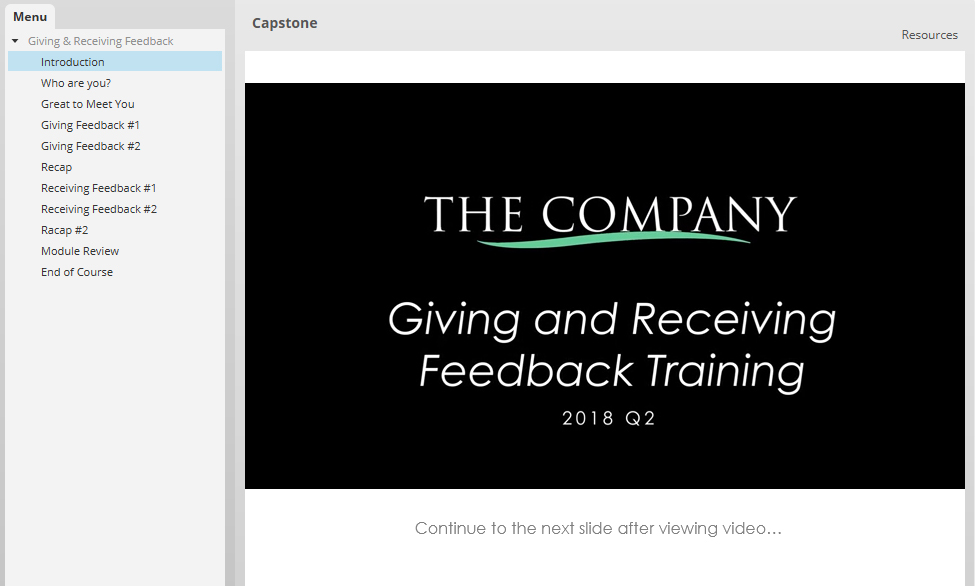 Menu
Giving & Receiving Feedback
Introduction
Who are you?
Great to Meet You
Giving Feedback #1
Giving Feedback #2
Recap
Receiving Feedback #1
Receiving Feedback #2
Racap #2
Module Review
End of Course
Capstone
Resources
THE COMPANY
Giving and Receiving
Feedback Training
2018 Q2
Continue to the next slide after viewing video...